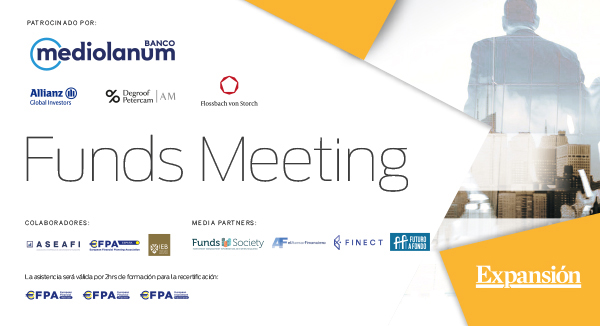 PATROCINADO POR:
BANCO
mediolanum
Allianz
Global Investors
Degroof
Petercam
AM
Flossbach von Storch
Funds Meeting
COLABORADORES:
MEDIA PARTNERS:
ASEAFI
EFPA
IEB
Funds Society
AF
FINECT
FUTURO
A FONDO
La asistencia será válida por 2hrs de formación para la recertificación:
EFPA
EFPA
EFPA
Expansión